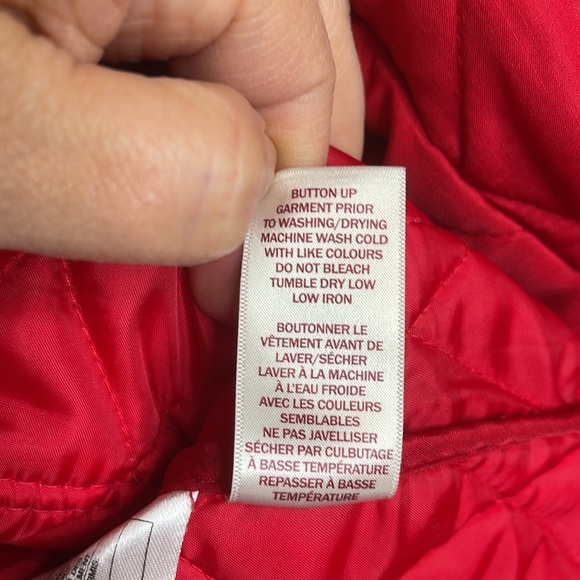 BUTTON UP
GARMENT PRIOR
TO WASHING/DRYING
MACHINE WASH COLD
WITH LIKE COLOURS
DO NOT BLEACH
TUMBLE DRY LOW
LOW IRON
BOUTONNER LE
VÊTEMENT AVANT DE
LAVER/SÉCHER
LAVER À LA MACHINE
À L'EAU FROIDE
AVEC LES COULEURS
SEMBLABLES
NE PAS JAVELLISER
SÉCHER PAR CULBUTAGE
À BASSE TEMPÉRATURE
REPASSER À BASSE
TEMPÉRATURE